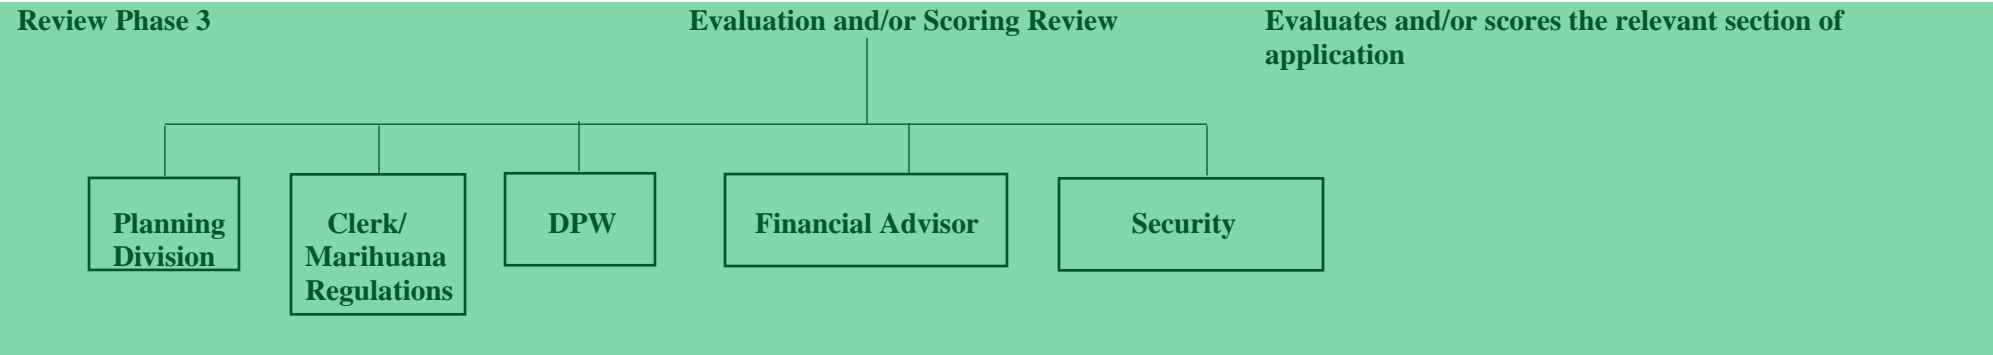 Review Phase 3
Evaluation and/or Scoring Review
Evaluates and/or scores the relevant section of
application
Planning
Division
Clerk/
Marihuana
Regulations
DPW
Financial Advisor
Security